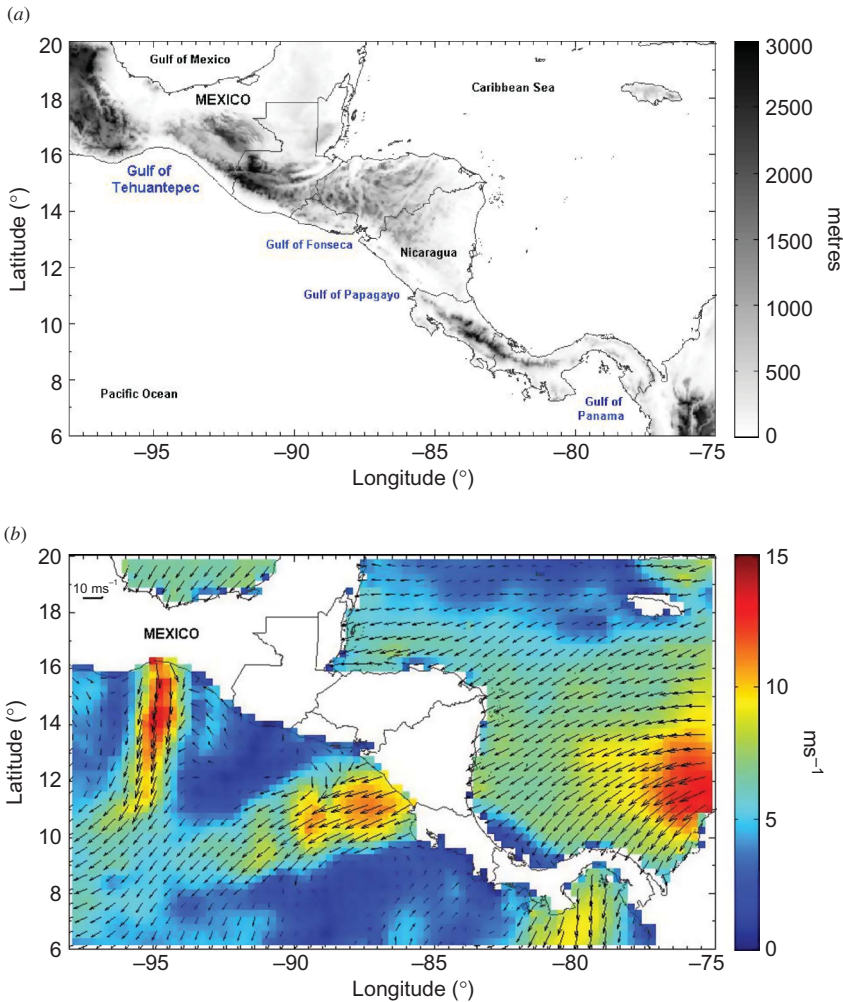 (a)
20
18
16
14
12
10
8
6
Latitude (°)
Gulf of Mexico
MEXICO
Caribbean Sea
Gulf of
Tehuantepec
Gulf of Fonseca
Nicaragua
Gulf of Papagayo
Pacific Ocean
Gulf of
Panama
–95
–90
–85
–80
–75
Longitude (°)
3000
2500
2000
1500
1000
500
0
metres
(b)
20
18
16
14
12
10
8
6
Latitude (°)
10 ms⁻¹
MEXICO
–95
–90
–85
–80
–75
Longitude (°)
15
10
5
0
ms⁻¹